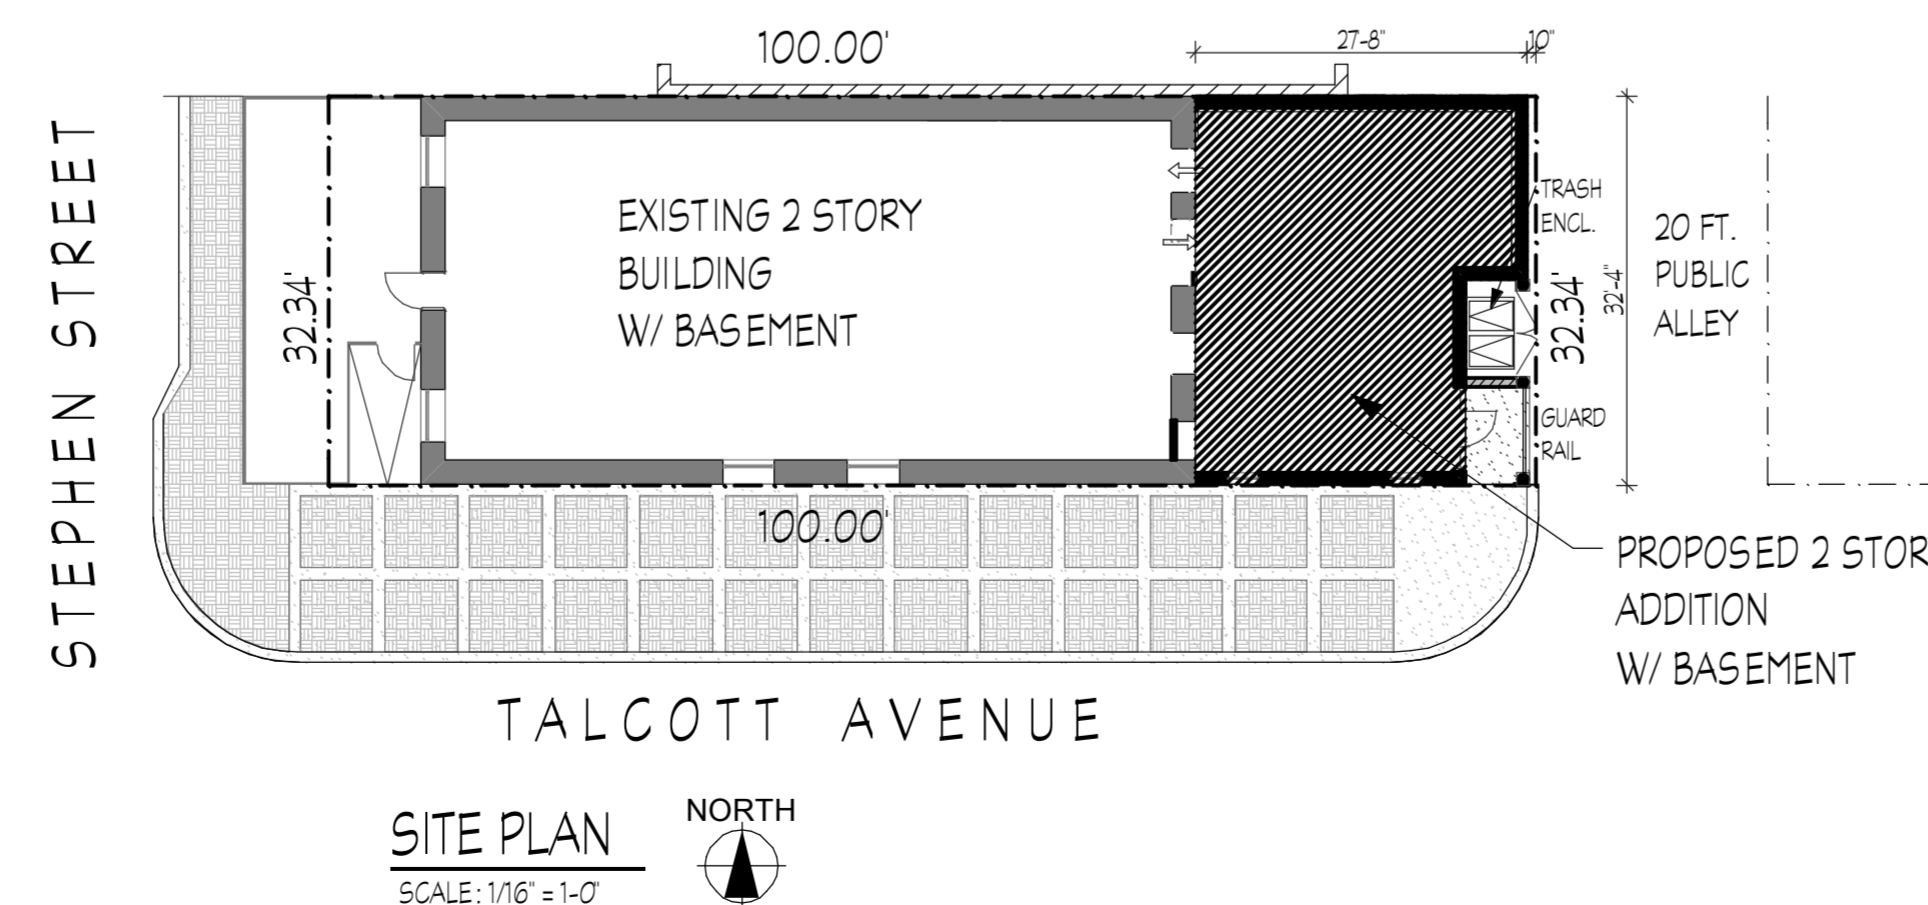 100.00'
27'-8"
10"
STEPHEN STREET
32.34'
EXISTING 2 STORY
BUILDING
W/ BASEMENT
TRASH
ENCL.
32.34'
32'-4"
20 FT.
PUBLIC
ALLEY
GUARD
RAIL
100.00'
PROPOSED 2 STOR
ADDITION
W/ BASEMENT
TALCOTT AVENUE
SITE PLAN
SCALE: 1/16" = 1'-0"
NORTH